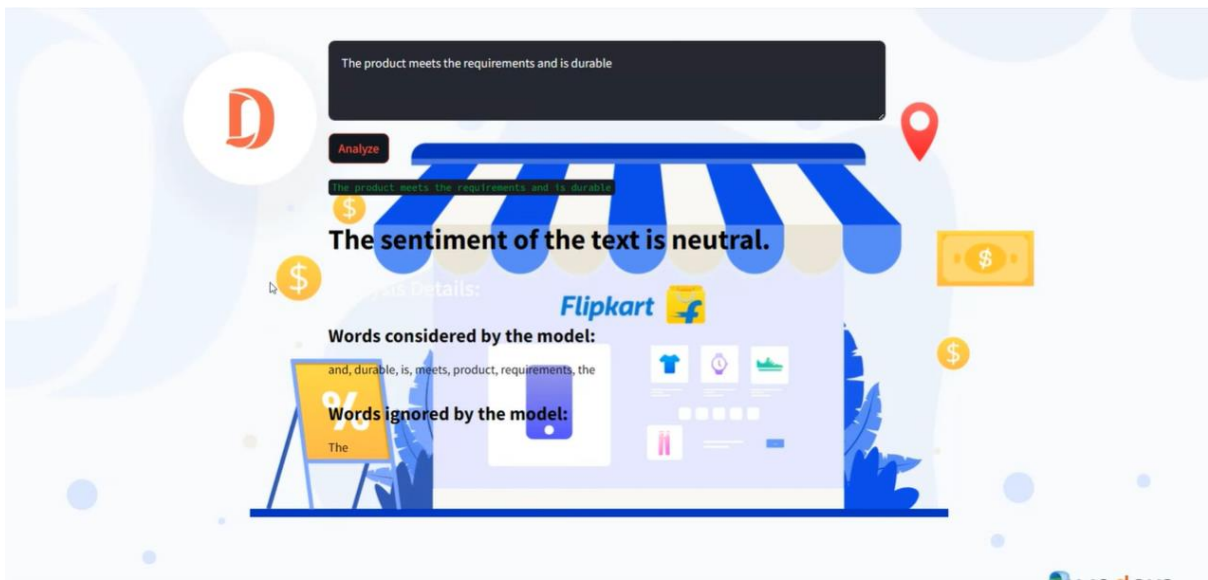 The product meets the requirements and is durable
Analyze
The product meets the requirements and is durable
$
The sentiment of the text is neutral.
$
$
Details:
Flipkart
Words considered by the model:
and, durable, is, meets, product, requirements, the
$
%
Words ignored by the model:
The